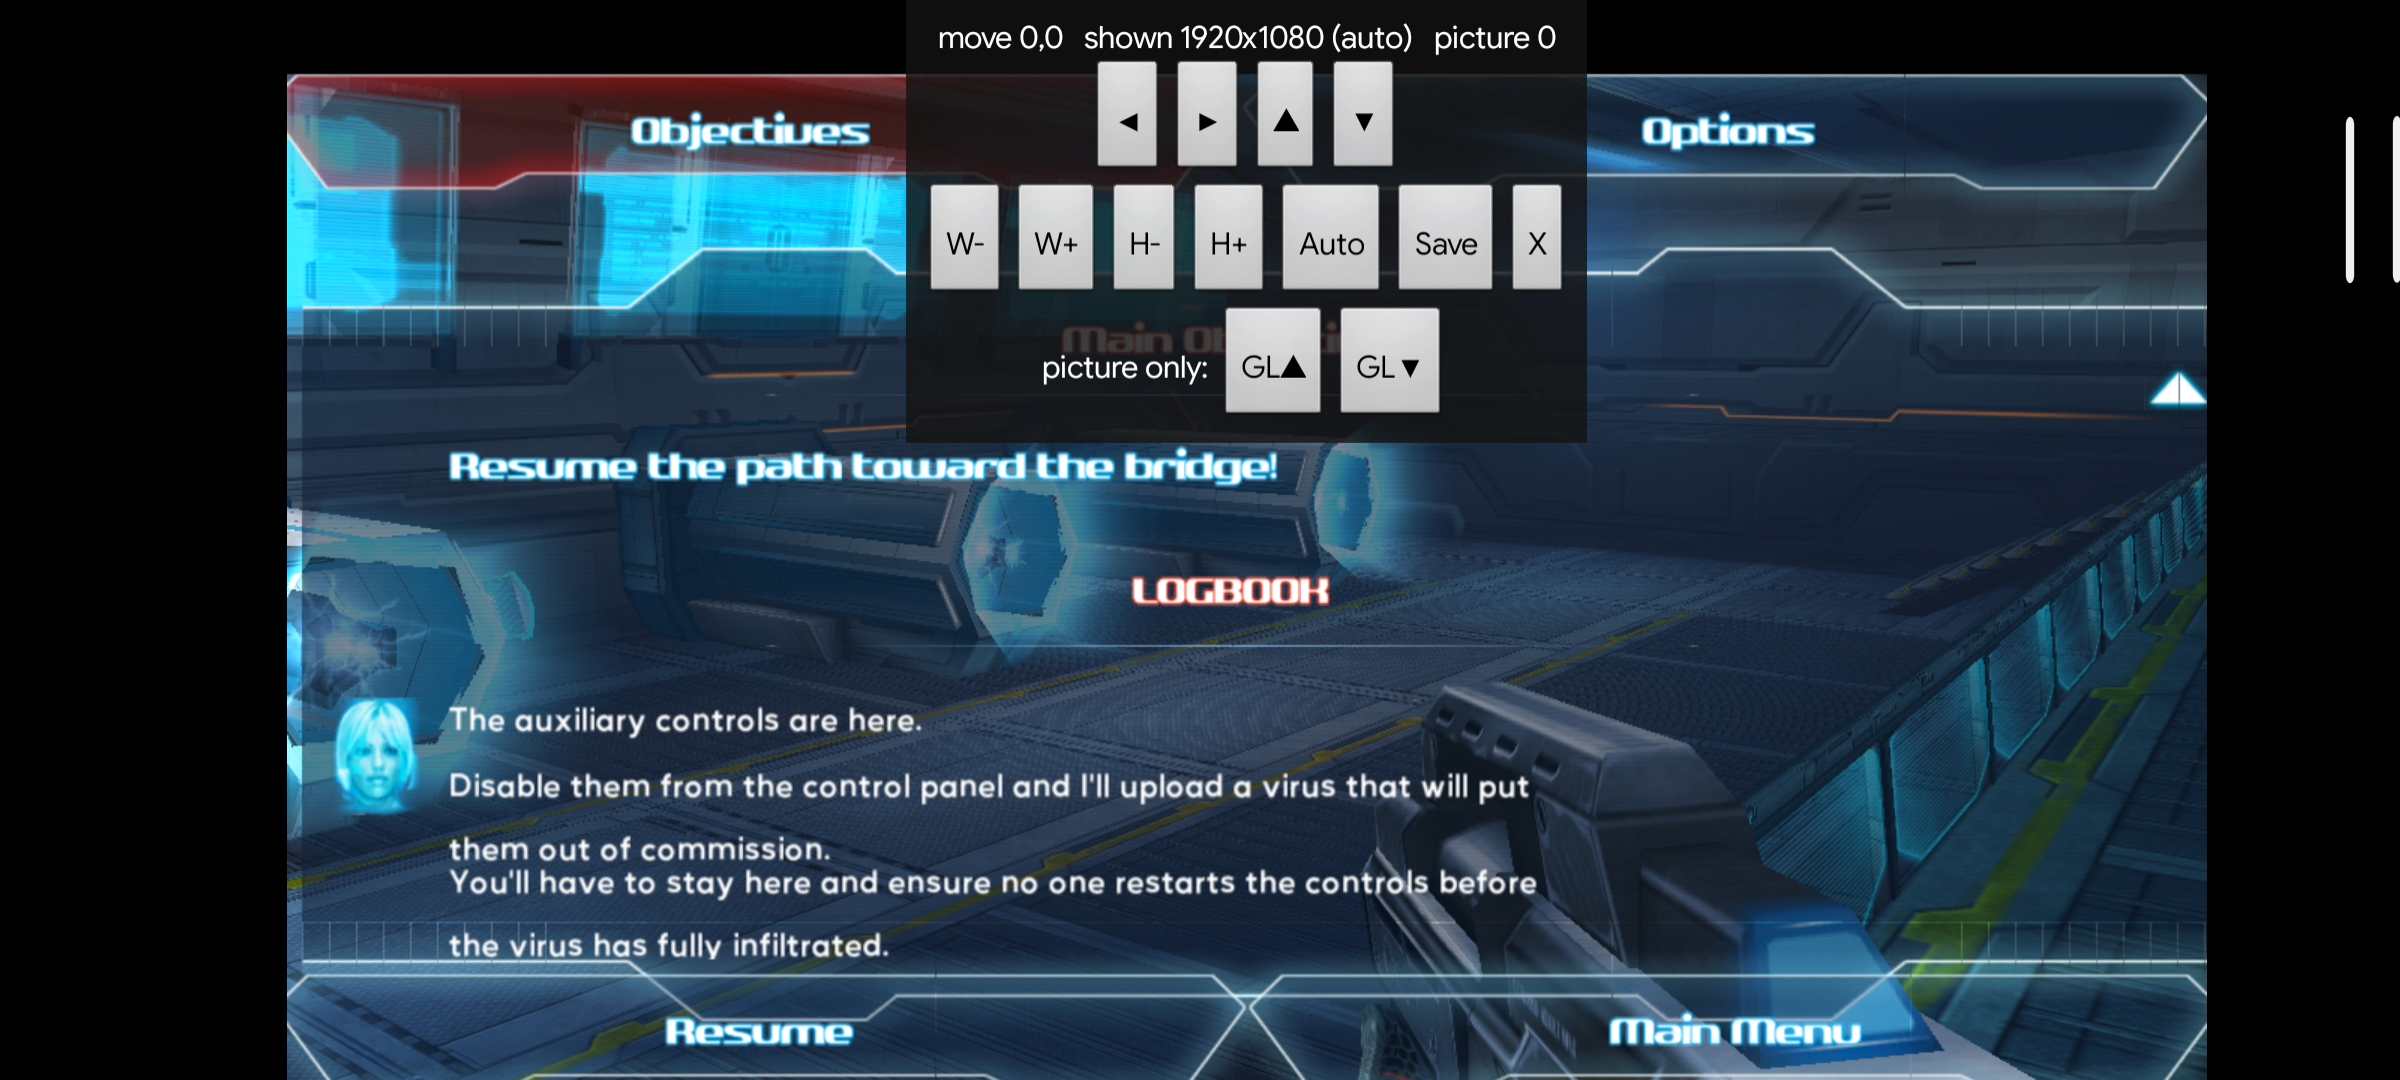 move 0,0 shown 1920x1080 (auto) picture 0
◄ ► ▲ ▼
Objectives
Options
W- W+ H- H+ Auto Save X
Main
picture only: GL▲ GL▼
Resume the path toward the bridge!
LOGBOOK
The auxiliary controls are here.
Disable them from the control panel and I'll upload a virus that will put
them out of commission.
You'll have to stay here and ensure no one restarts the controls before
the virus has fully infiltrated.
Resume
Main Menu